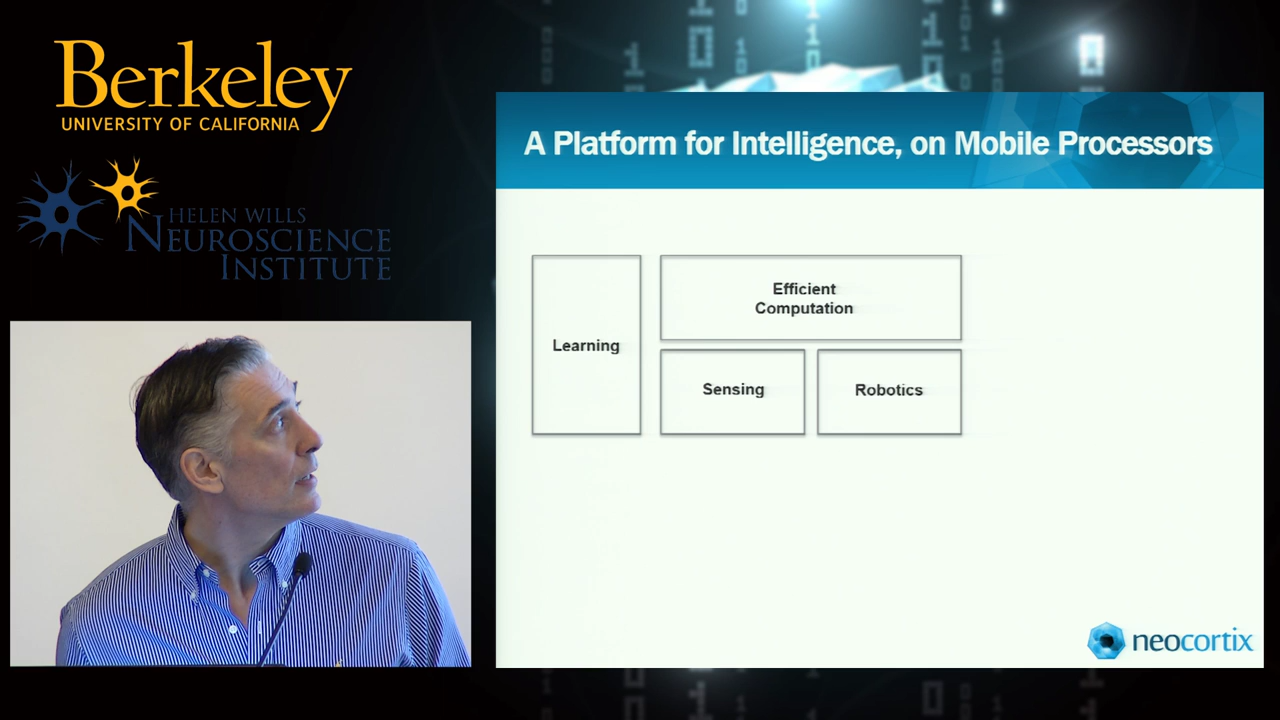 Berkeley
UNIVERSITY OF CALIFORNIA
HELEN WILLS
NEUROSCIENCE
INSTITUTE
A Platform for Intelligence, on Mobile Processors
Learning
Efficient
Computation
Sensing
Robotics
neocortix